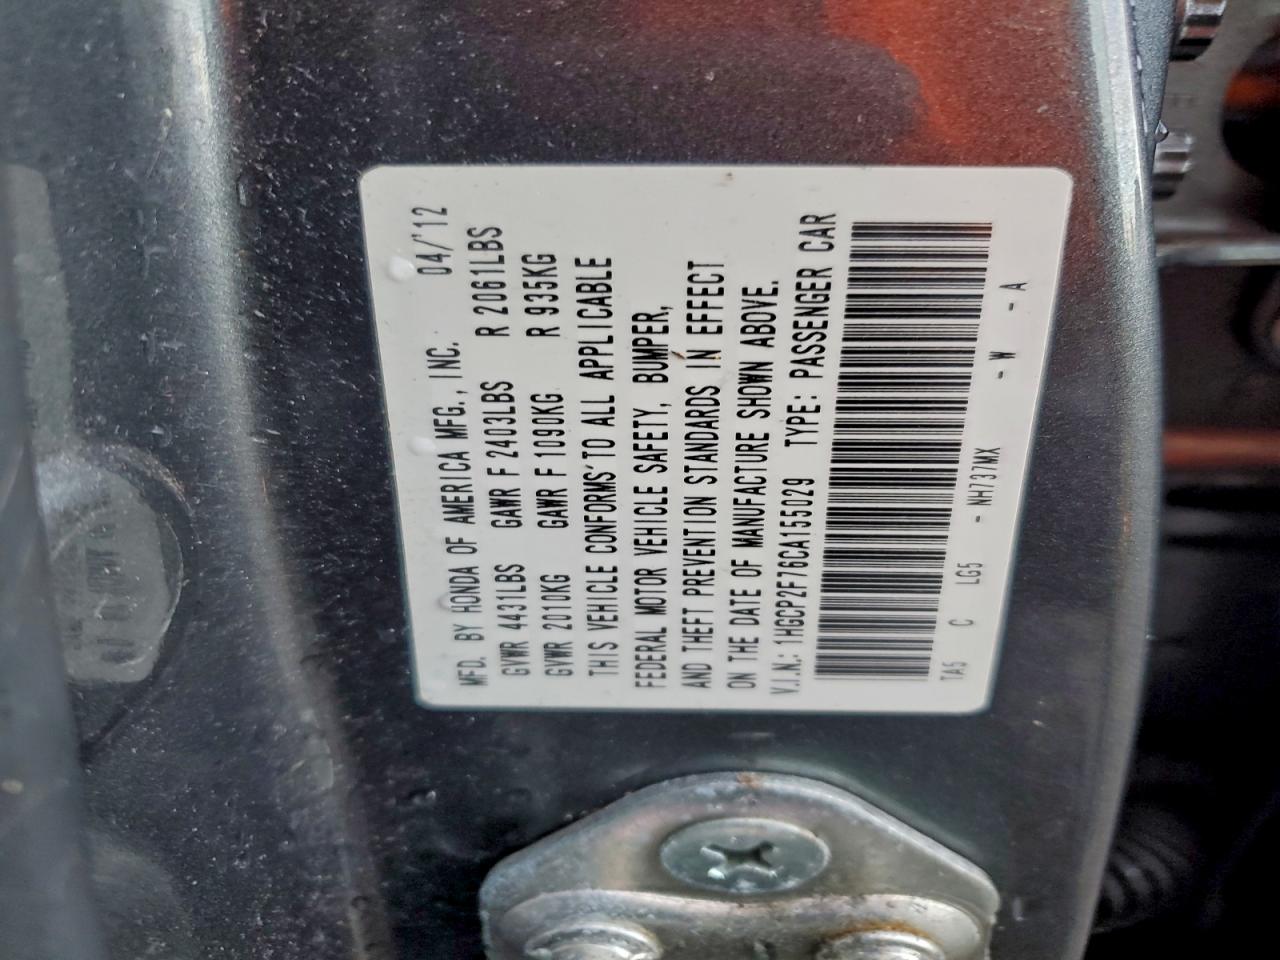 MFD. BY HONDA OF AMERICA MFG., INC. 04/'12
GVWR 4431LBS GAWR F 2403LBS R 2061LBS
GVWR 2010KG GAWR F 1090KG R 935KG
THIS VEHICLE CONFORMS TO ALL APPLICABLE
FEDERAL MOTOR VEHICLE SAFETY, BUMPER,
AND THEFT PREVENTION STANDARDS IN EFFECT
ON THE DATE OF MANUFACTURE SHOWN ABOVE.
V.I.N.: 1HGCP2F76CA155029 TYPE: PASSENGER CAR
TA5 C LG5 - NH737MX - W - A